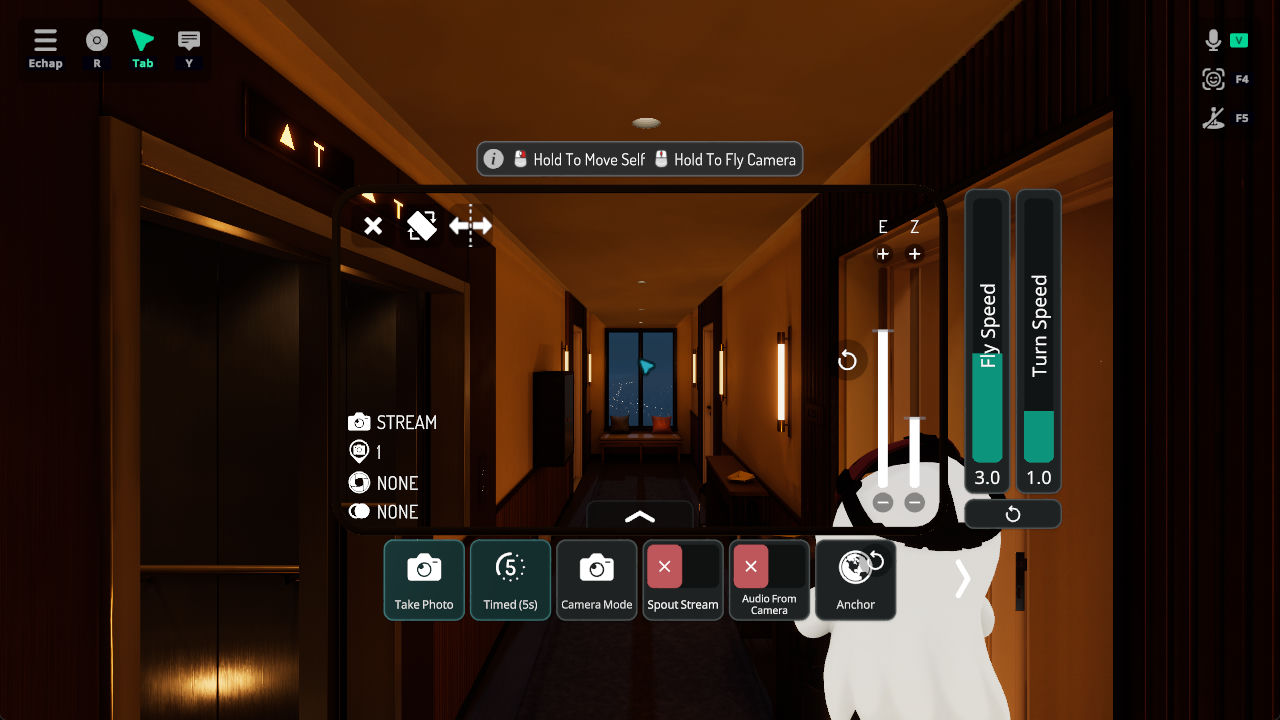 Echap
R
Tab
Y
V
F4
F5
T
i Hold To Move Self Hold To Fly Camera
T
E Z
STREAM
1
NONE
NONE
Fly Speed
Turn Speed
3.0
1.0
5
Take Photo
Timed (5s)
Camera Mode
Spout Stream
Audio From
Camera
Anchor